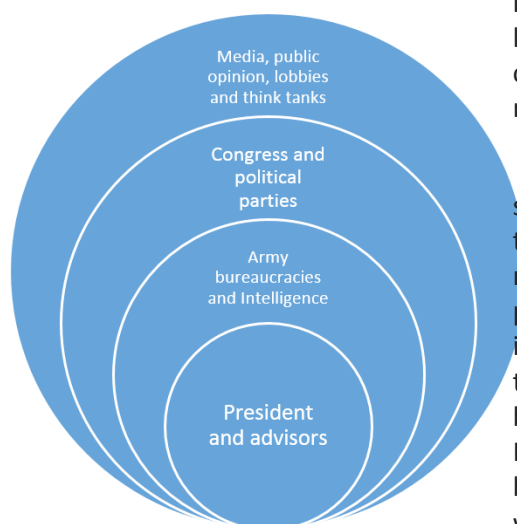 Media, public
opinion, lobbies
and think tanks
Congress and
political
parties
Army
bureaucracies
and Intelligence
President
and advisors